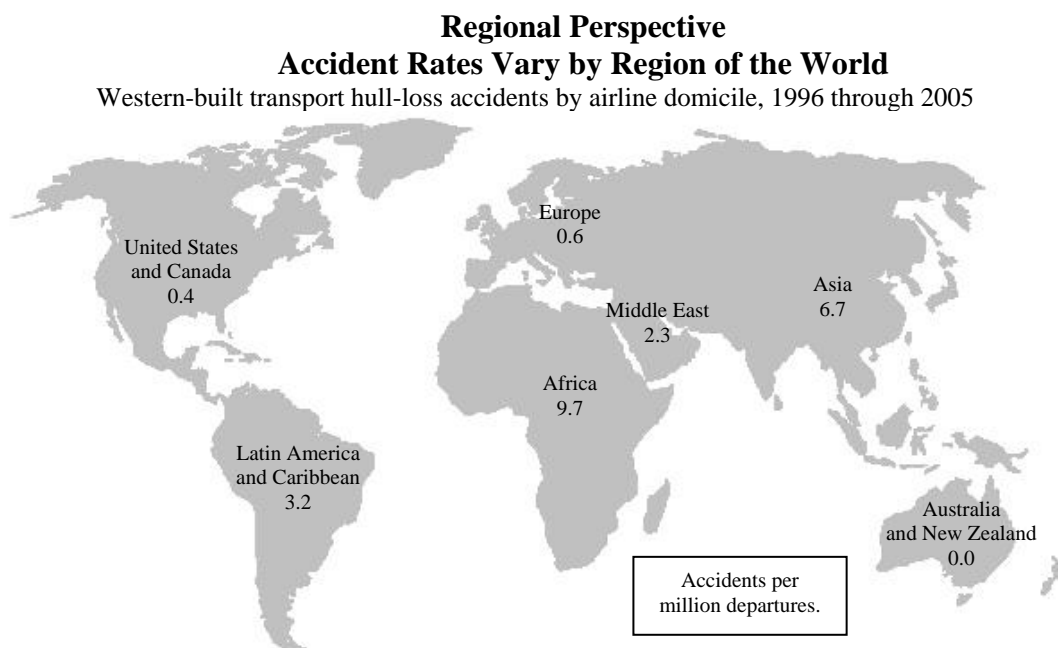 Regional Perspective
Accident Rates Vary by Region of the World
Western-built transport hull-loss accidents by airline domicile, 1996 through 2005
Europe
0.6
United States
and Canada
0.4
Asia
6.7
Middle East
2.3
Africa
9.7
Latin America
and Caribbean
3.2
Australia
and New Zealand
0.0
Accidents per
million departures.